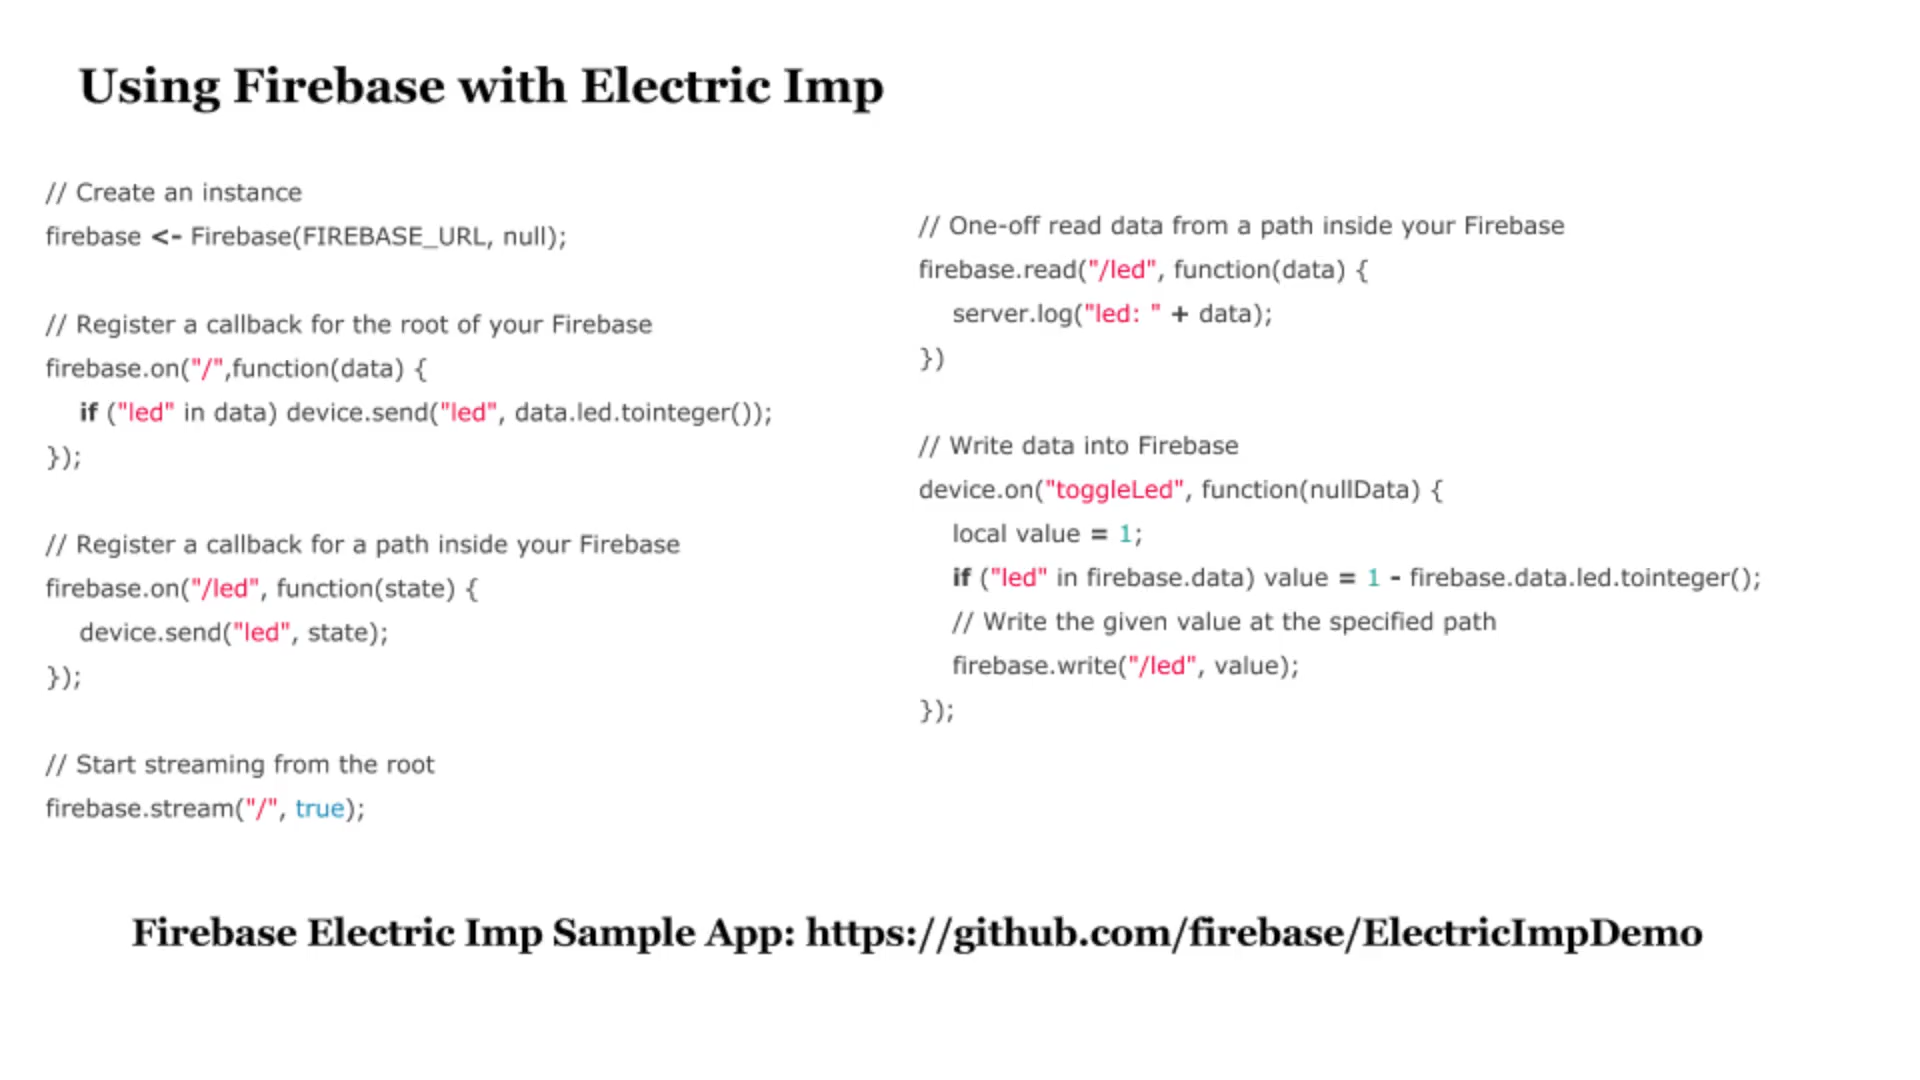 Using Firebase with Electric Imp
// Create an instance
firebase <- Firebase(FIREBASE_URL, null);
// Register a callback for the root of your Firebase
firebase.on("/",function(data) {
if ("led" in data) device.send("led", data.led.tointeger());
});
// Register a callback for a path inside your Firebase
firebase.on("/led", function(state) {
device.send("led", state);
});
// Start streaming from the root
firebase.stream("/", true);
// One-off read data from a path inside your Firebase
firebase.read("/led", function(data) {
server.log("led: " + data);
})
// Write data into Firebase
device.on("toggleLed", function(nullData) {
local value = 1;
if ("led" in firebase.data) value = 1 - firebase.data.led.tointeger();
// Write the given value at the specified path
firebase.write("/led", value);
});
Firebase Electric Imp Sample App: https://github.com/firebase/ElectricImpDemo